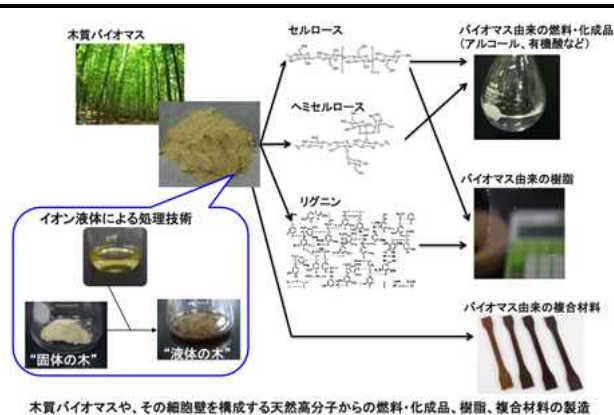 木質バイオマス
セルロース
バイオマス由来の燃料・化成品
(アルコール、有機酸など)
ヘミセルロース
リグニン
バイオマス由来の樹脂
イオン液体による処理技術
“固体の木”
“液体の木”
バイオマス由来の複合材料
木質バイオマスや、その細胞壁を構成する天然高分子からの燃料・化成品、樹脂、複合材料の製造